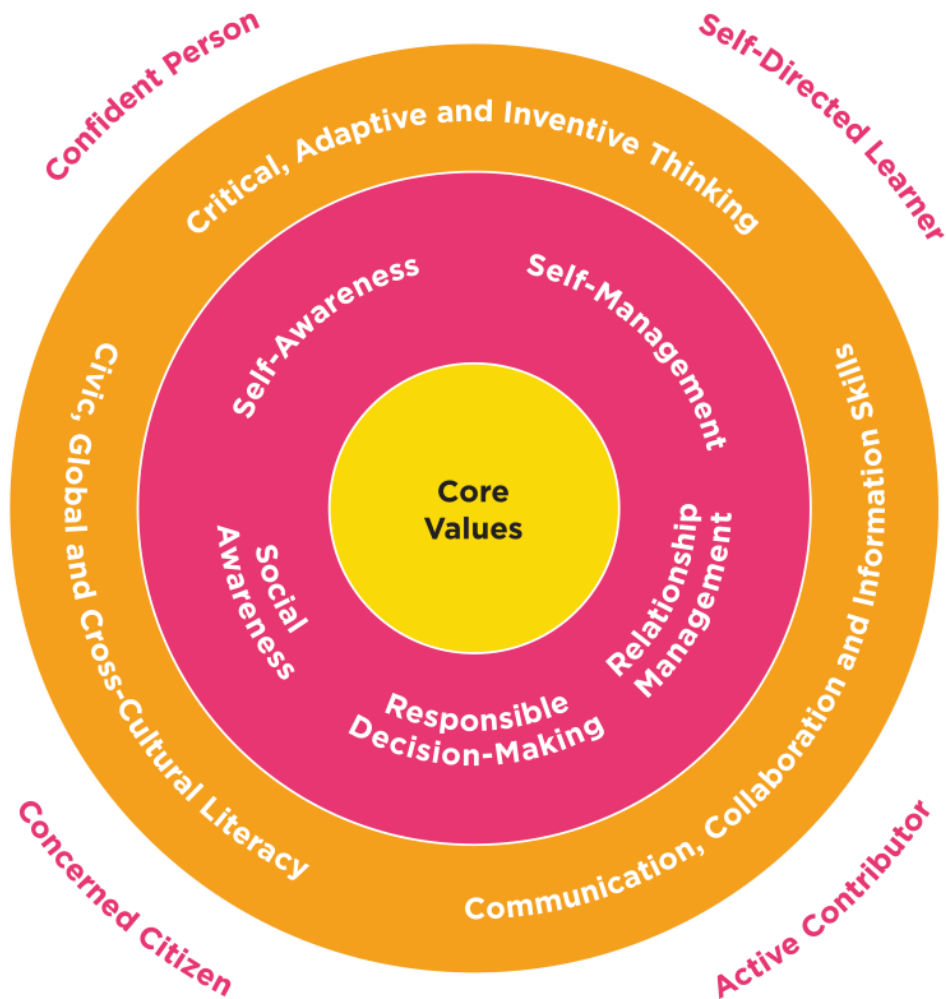 Confident Person
Self-Directed Learner
Critical, Adaptive and Inventive Thinking
Self-Awareness
Self-Management
Civic, Global and Cross-Cultural Literacy
Communication, Collaboration and Information Skills
Core
Values
Social
Awareness
Relationship
Management
Responsible
Decision-Making
Concerned Citizen
Active Contributor